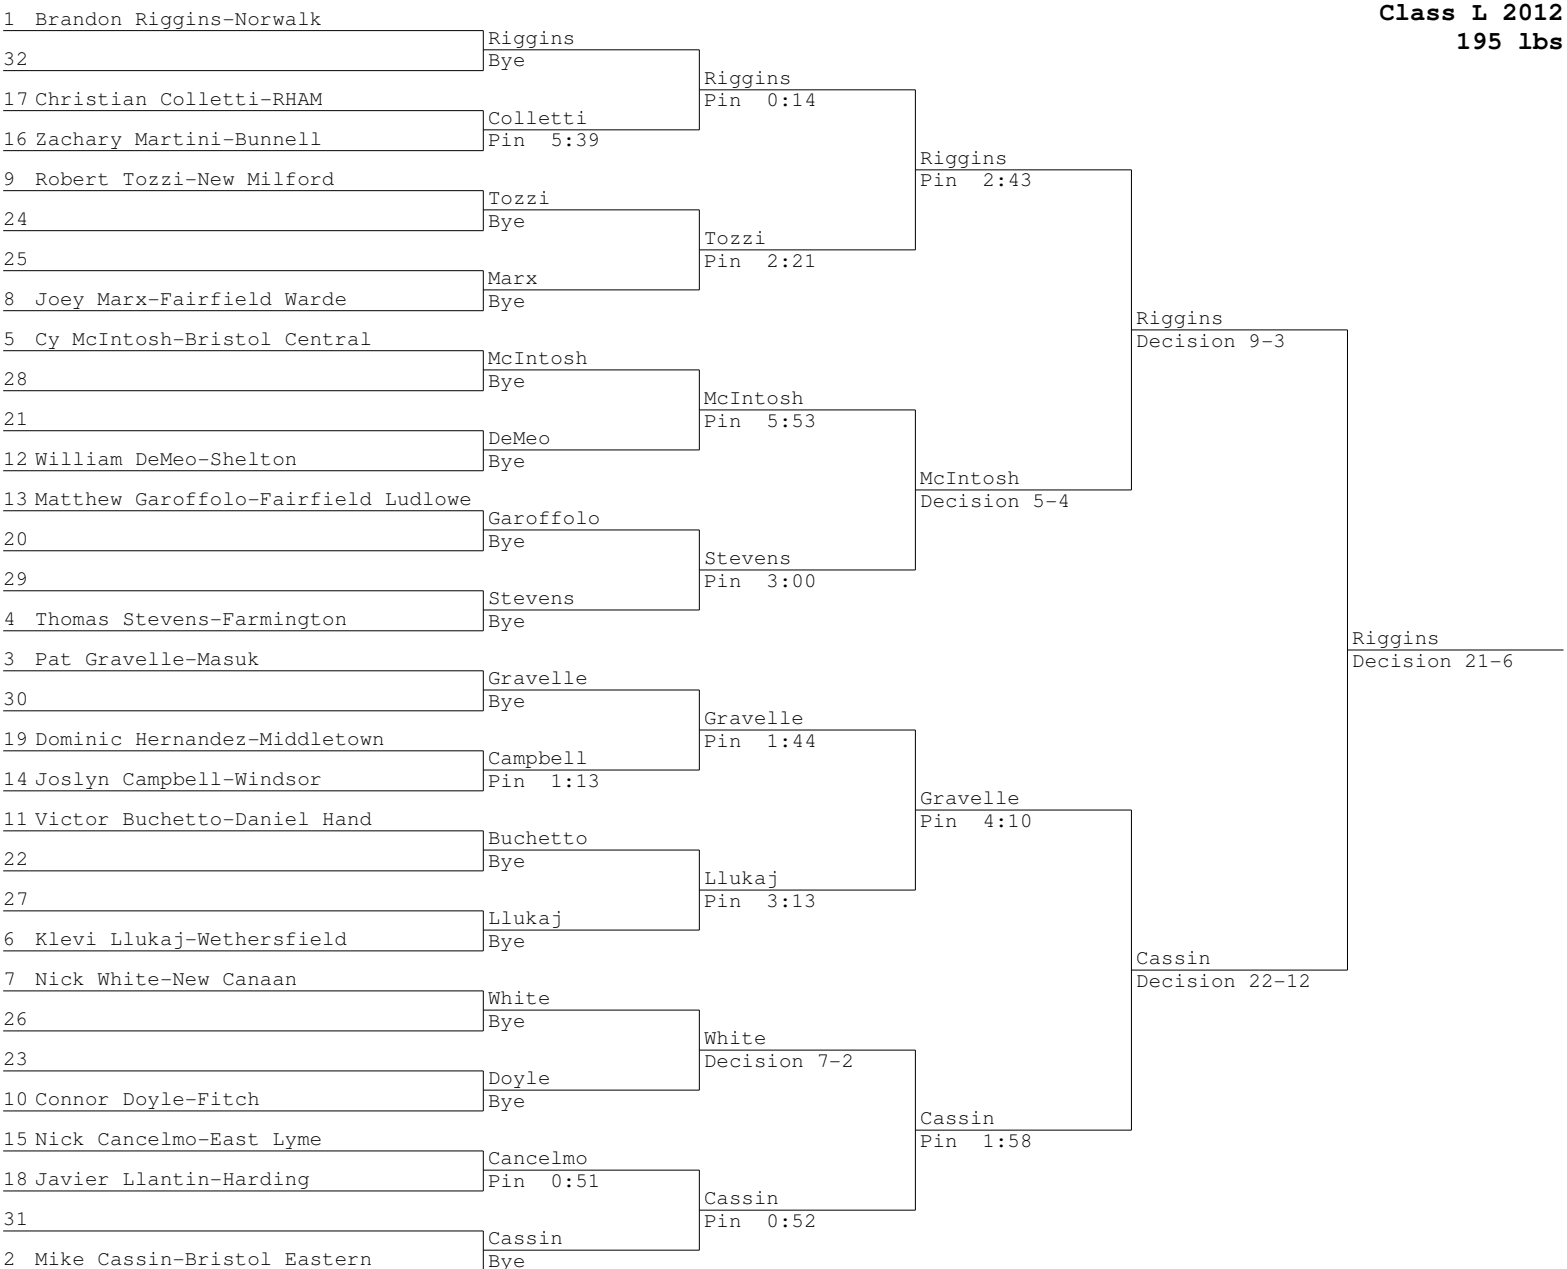 Class L 2012
195 lbs
1 Brandon Riggins-Norwalk
32
17 Christian Colletti-RHAM
16 Zachary Martini-Bunnell
9 Robert Tozzi-New Milford
24
25
8 Joey Marx-Fairfield Warde
5 Cy McIntosh-Bristol Central
28
21
12 William DeMeo-Shelton
13 Matthew Garoffolo-Fairfield Ludlowe
20
29
4 Thomas Stevens-Farmington
3 Pat Gravelle-Masuk
30
19 Dominic Hernandez-Middletown
14 Joslyn Campbell-Windsor
11 Victor Buchetto-Daniel Hand
22
27
6 Klevi Llukaj-Wethersfield
7 Nick White-New Canaan
26
23
10 Connor Doyle-Fitch
15 Nick Cancelmo-East Lyme
18 Javier Llantin-Harding
31
2 Mike Cassin-Bristol Eastern
Riggins
Bye
Colletti
Pin 5:39
Tozzi
Bye
Marx
Bye
McIntosh
Bye
DeMeo
Bye
Garoffolo
Bye
Stevens
Bye
Gravelle
Bye
Campbell
Pin 1:13
Buchetto
Bye
Llukaj
Bye
White
Bye
Doyle
Bye
Cancelmo
Pin 0:51
Cassin
Bye
Riggins
Pin 0:14
Tozzi
Pin 2:21
McIntosh
Pin 5:53
Stevens
Pin 3:00
Gravelle
Pin 1:44
Llukaj
Pin 3:13
White
Decision 7-2
Cassin
Pin 0:52
Riggins
Pin 2:43
McIntosh
Decision 5-4
Gravelle
Pin 4:10
Cassin
Pin 1:58
Riggins
Decision 9-3
Cassin
Decision 22-12
Riggins
Decision 21-6